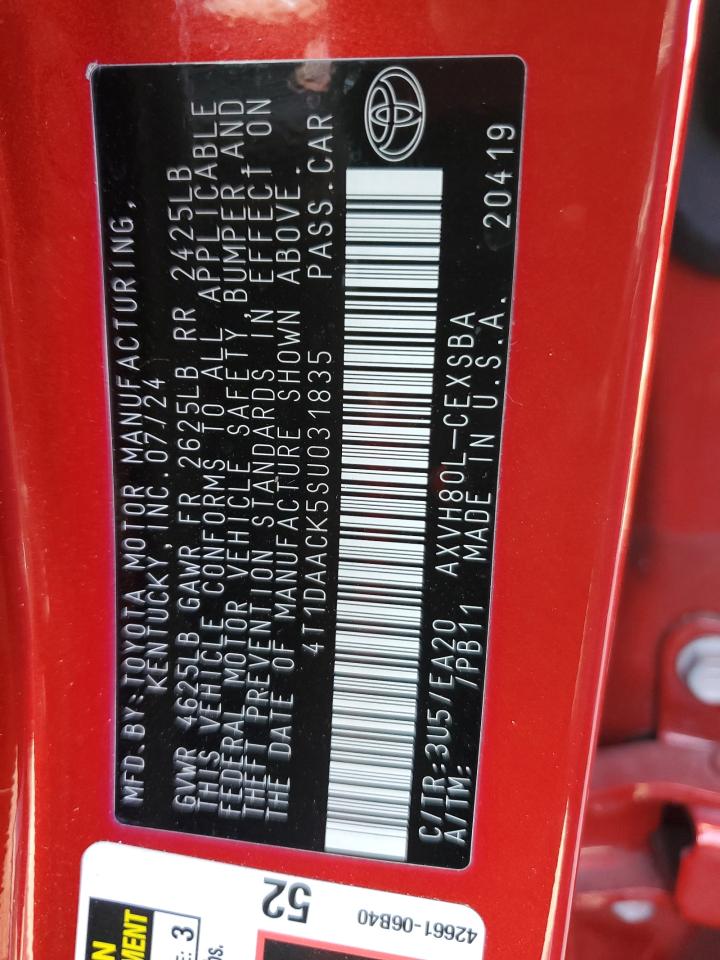 MFD.BY:TOYOTA MOTOR MANUFACTURING,
KENTUCKY,INC.07/24
GVWR 4625LB GAWR FR 2625LB RR 2425LB
THIS VEHICLE CONFORMS TO ALL APPLICABLE
FEDERAL MOTOR VEHICLE SAFETY,BUMPER,AND
THEFT PREVENTION STANDARDS IN EFFECT ON
THE DATE OF MANUFACTURE SHOWN ABOVE.
4T1DAACK5SU031835 PASS.CAR
C/TR:3U5/EA20 AXVH80L-CEXSBA
A/TM: /PB11 MADE IN U.S.A. 20419
52
42661-06B40
3